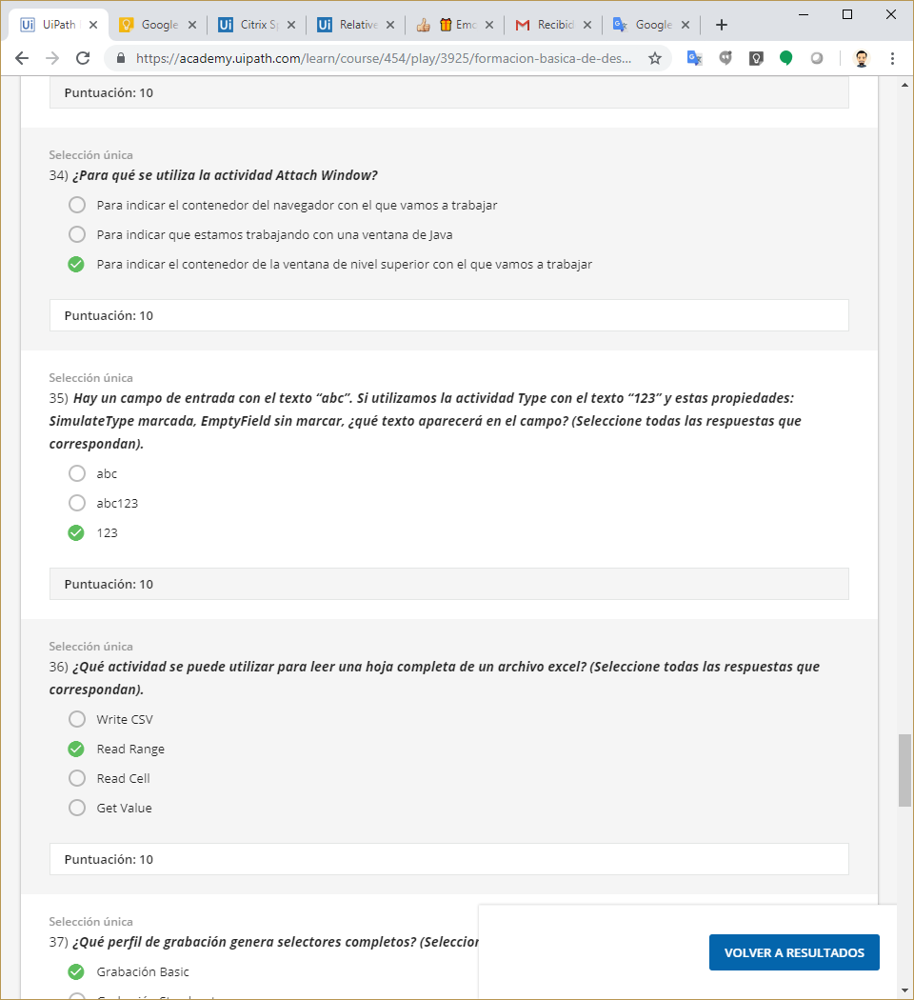 UiPath
Google
Citrix Sp
Relative
Emo
Recibid
Google
https://academy.uipath.com/learn/course/454/play/3925/formacion-basica-de-des...
Puntuación: 10
Selección única
34) ¿Para qué se utiliza la actividad Attach Window?
Para indicar el contenedor del navegador con el que vamos a trabajar
Para indicar que estamos trabajando con una ventana de Java
Para indicar el contenedor de la ventana de nivel superior con el que vamos a trabajar
Puntuación: 10
Selección única
35) Hay un campo de entrada con el texto “abc”. Si utilizamos la actividad Type con el texto “123” y estas propiedades:
SimulateType marcada, EmptyField sin marcar, ¿qué texto aparecerá en el campo? (Seleccione todas las respuestas que
correspondan).
abc
abc123
123
Puntuación: 10
Selección única
36) ¿Qué actividad se puede utilizar para leer una hoja completa de un archivo excel? (Seleccione todas las respuestas que
correspondan).
Write CSV
Read Range
Read Cell
Get Value
Puntuación: 10
Selección única
37) ¿Qué perfil de grabación genera selectores completos? (Seleccion
Grabación Basic
VOLVER A RESULTADOS